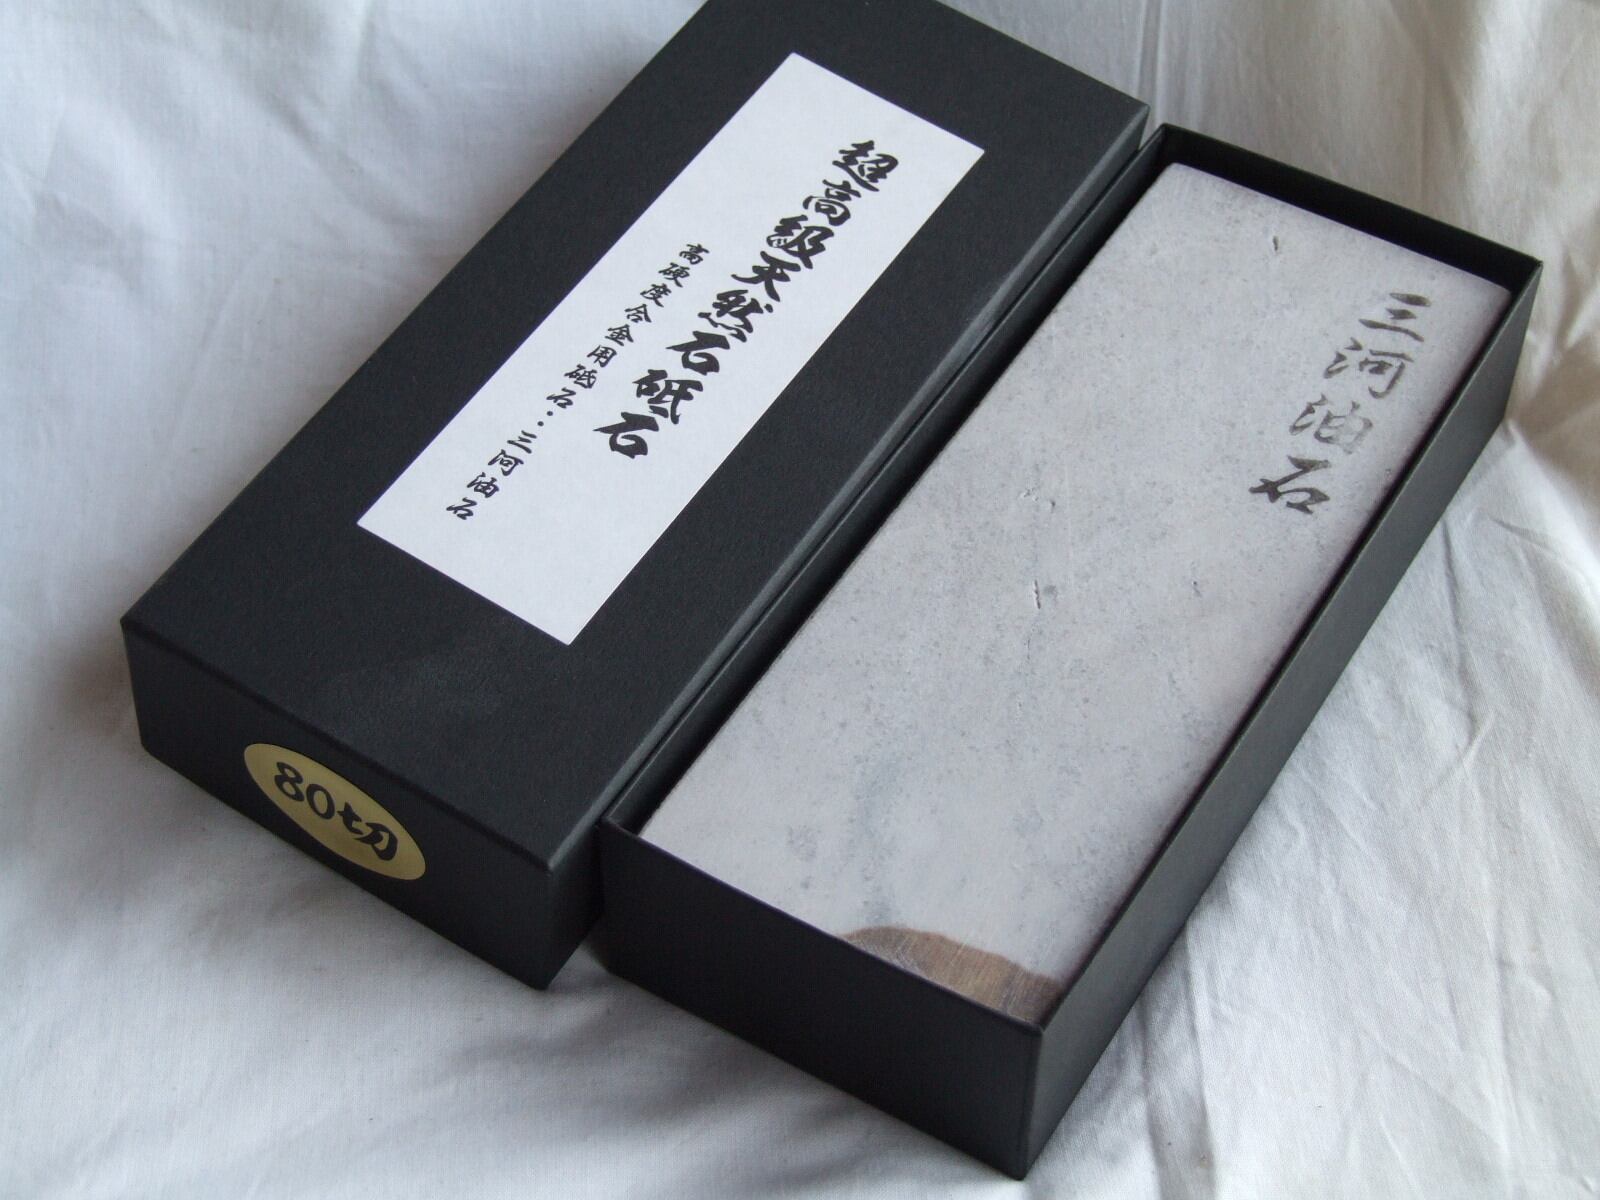 超高級天然石砥石
高硬度合金用砥石・・三河油石
80切
三河油石